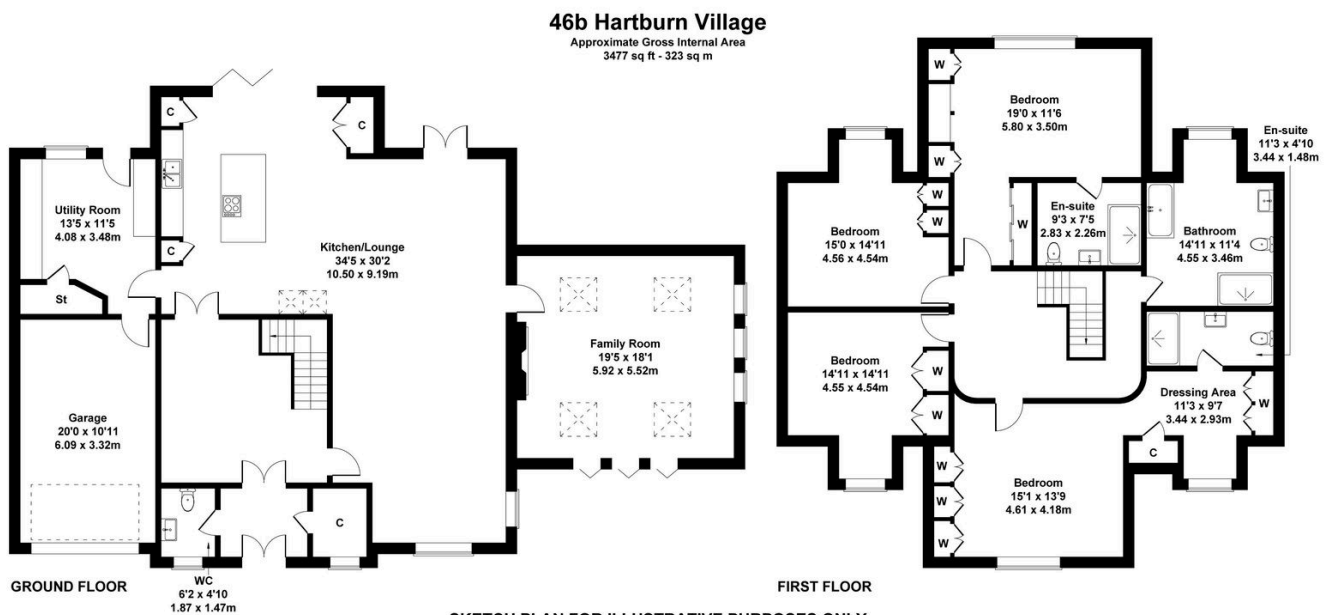 46b Hartburn Village
Approximate Gross Internal Area
3477 sq ft - 323 sq m
C
C
Utility Room
13'5 x 11'5
4.08 x 3.48m
C
Kitchen/Lounge
34'5 x 30'2
10.50 x 9.19m
St
Family Room
19'5 x 18'1
5.92 x 5.52m
Garage
20'0 x 10'11
6.09 x 3.32m
C
WC
6'2 x 4'10
1.87 x 1.47m
GROUND FLOOR
W
Bedroom
19'0 x 11'6
5.80 x 3.50m
W
En-suite
11'3 x 4'10
3.44 x 1.48m
W
W
W
En-suite
9'3 x 7'5
2.83 x 2.26m
Bedroom
15'0 x 14'11
4.56 x 4.54m
Bathroom
14'11 x 11'4
4.55 x 3.46m
Bedroom
14'11 x 14'11
4.55 x 4.54m
W
W
Dressing Area
11'3 x 9'7
3.44 x 2.93m
W
C
W
W
W
Bedroom
15'1 x 13'9
4.61 x 4.18m
FIRST FLOOR
SKETCH PLAN FOR ILLUSTRATIVE PURPOSES ONLY